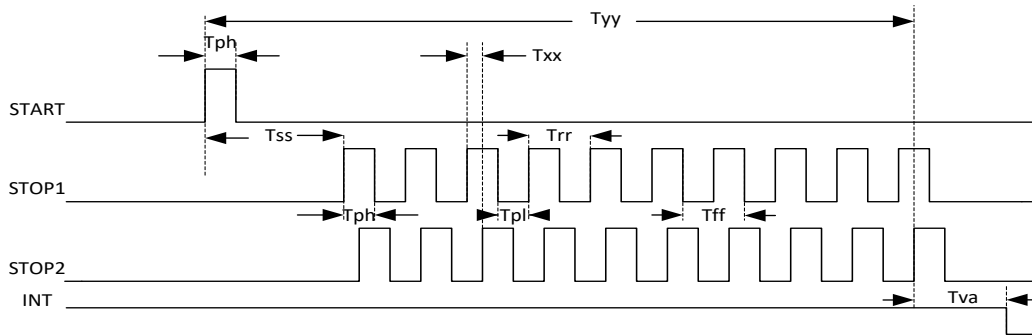 Tyy
Tph
Txx
START
Tss
Trr
STOP1
Tph
Tpl
Tff
STOP2
INT
Tva